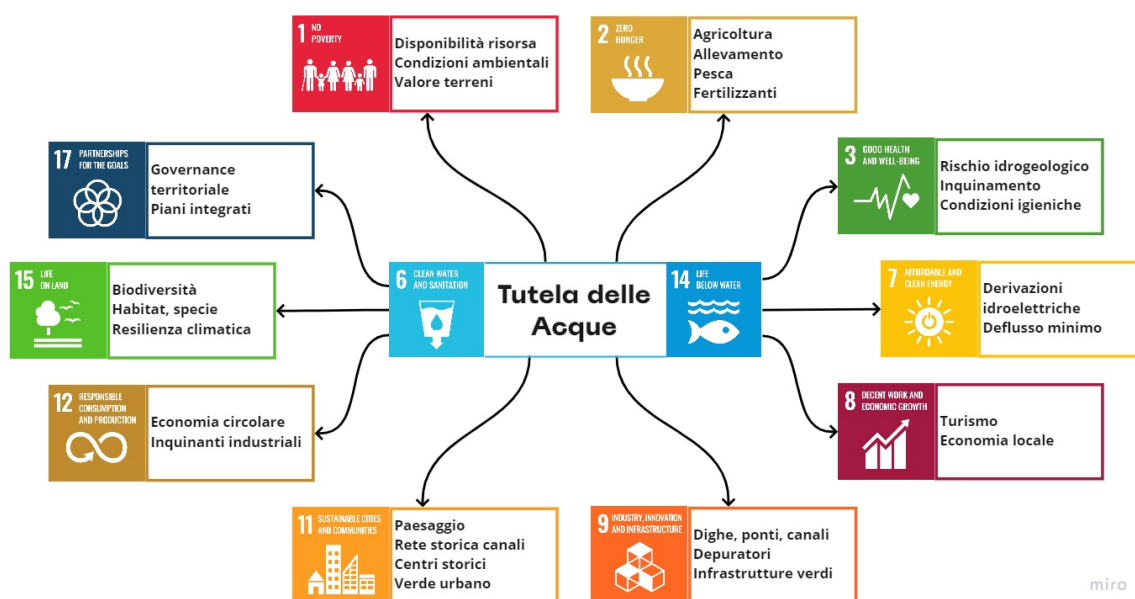 1 NO
POVERTY
Disponibilità risorsa
Condizioni ambientali
Valore terreni
2 ZERO
HUNGER
Agricoltura
Allevamento
Pesca
Fertilizzanti
17 PARTNERSHIPS
FOR THE GOALS
Governance
territoriale
Piani integrati
3 GOOD HEALTH
AND WELL-BEING
Rischio idrogeologico
Inquinamento
Condizioni igieniche
15 LIFE
ON LAND
Biodiversità
Habitat, specie
Resilienza climatica
6 CLEAN WATER
AND SANITATION
Tutela delle
Acque
14 LIFE
BELOW WATER
7 AFFORDABLE AND
CLEAN ENERGY
Derivazioni
idroelettriche
Deflusso minimo
12 RESPONSIBLE
CONSUMPTION
AND PRODUCTION
Economia circolare
Inquinanti industriali
8 DECENT WORK AND
ECONOMIC GROWTH
Turismo
Economia locale
11 SUSTAINABLE CITIES
AND COMMUNITIES
Paesaggio
Rete storica canali
Centri storici
Verde urbano
9 INDUSTRY, INNOVATION
AND INFRASTRUCTURE
Dighe, ponti, canali
Depuratori
Infrastrutture verdi
miro